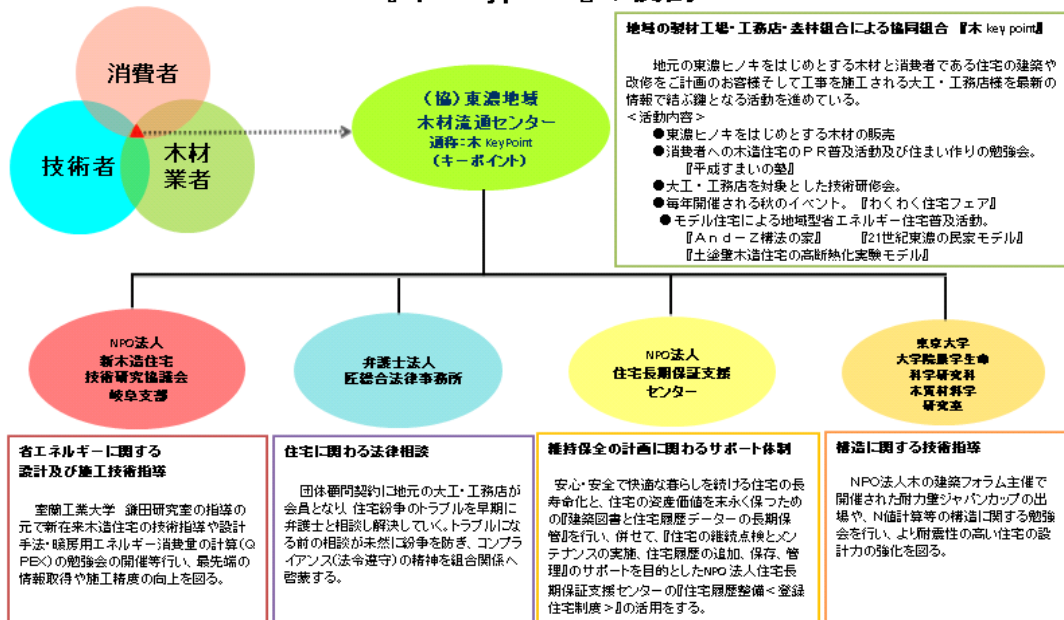 地域の製材工場・工務店・森林組合による協同組合 『木 key point』
地元の東濃ヒノキをはじめとする木材と消費者である住宅の建築や
改修をご計画のお客様そして工事を施工される大工・工務店様を最新の
情報で結ぶ鍵となる活動を進めている。
＜活動内容＞
●東濃ヒノキをはじめとする木材の販売
●消費者への木造住宅のＰＲ普及活動及び住まい作りの勉強会。
『平成すまいの塾』
●大工・工務店を対象とした技術研修会。
●毎年開催される秋のイベント。 『わくわく住宅フェア』
●モデル住宅による地域型省エネルギー住宅普及活動。
『Ａｎｄ－Ｚ構法の家』 『21世紀東濃の民家モデル』
『土塗壁木造住宅の高断熱化実験モデル』
消費者
技術者
木材
業者
（協）東濃地域
木材流通センター
通称：木 KeyPoint
（キーポイント）
NPO法人
新木造住宅
技術研究協議会
岐阜支部
弁護士法人
匠総合法律事務所
NPO法人
住宅長期保証支援
センター
東京大学
大学院農学生命
科学研究科
木質材料学
研究室
省エネルギーに関する
設計及び施工技術指導
室蘭工業大学 鎌田研究室の指導の
元で新在来木造住宅の技術指導や設計
手法・暖房用エネルギー消費量の計算（Q
PEX）の勉強会の開催等行い、最先端の
情報取得や施工精度の向上を図る。
住宅に関わる法律相談
団体顧問契約に地元の大工・工務店が
会員となり、住宅紛争のトラブルを早期に
弁護士と相談し解決していく。トラブルにな
る前の相談が未然に紛争を防ぎ、コンプラ
イアンス（法令遵守）の精神を組合関係へ
啓蒙する。
維持保全の計画に関わるサポート体制
安心・安全で快適な暮らしを続ける住宅の長
寿命化と、住宅の資産価値を末永く保つため
の『建築図書と住宅履歴データーの長期保
管』を行い、併せて、『住宅の継続点検とメン
テナンスの実施、住宅履歴の追加、保存、管
理』のサポートを目的としたNPO法人住宅長
期保証支援センターの『住宅履歴整備＜登録
住宅制度＞』の活用をする。
構造に関する技術指導
NPO法人木の建築フォラム主催で
開催された耐力壁ジャパンカップの出
場や、N値計算等の構造に関する勉強
会を行い、より耐震性の高い住宅の設
計力の強化を図る。